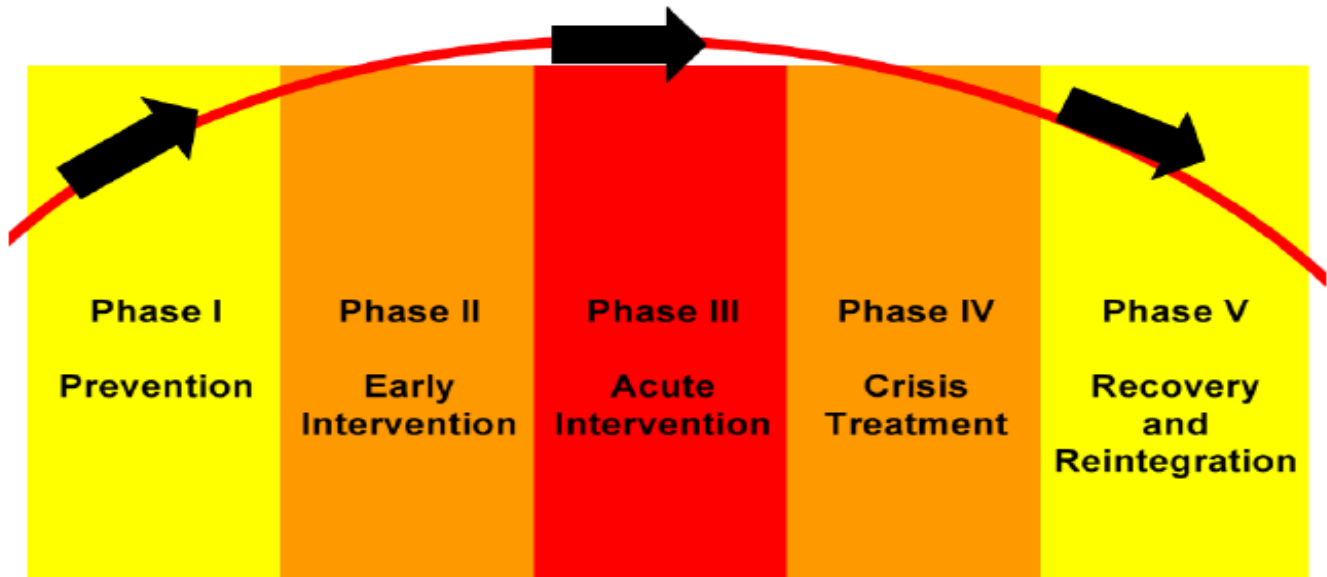 Phase I
Prevention
Phase II
Early
Intervention
Phase III
Acute
Intervention
Phase IV
Crisis
Treatment
Phase V
Recovery
and
Reintegration